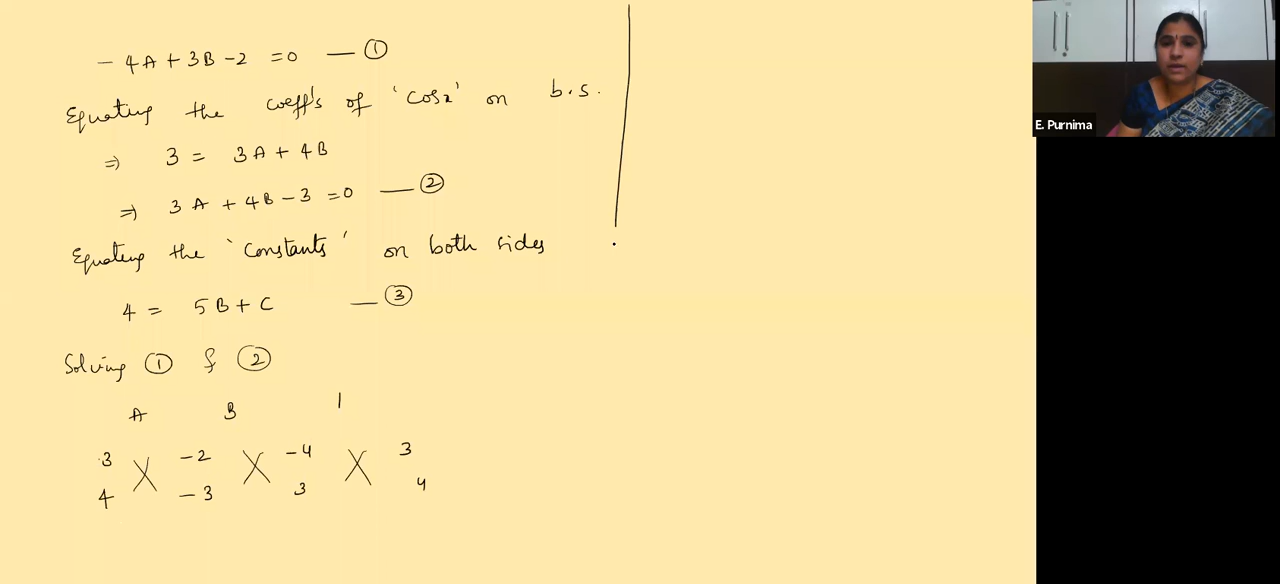 - 4A + 3B - 2 = 0 — ①
Equating the coeff's of 'cosx' on b.s.
⇒ 3 = 3A + 4B
⇒ 3A + 4B - 3 = 0 — ②
Equating the 'constants' on both sides
4 = 5B + C — ③
Solving ① & ②
A B 1
3 -2 -4 3
4 -3 3 4
E. Purnima